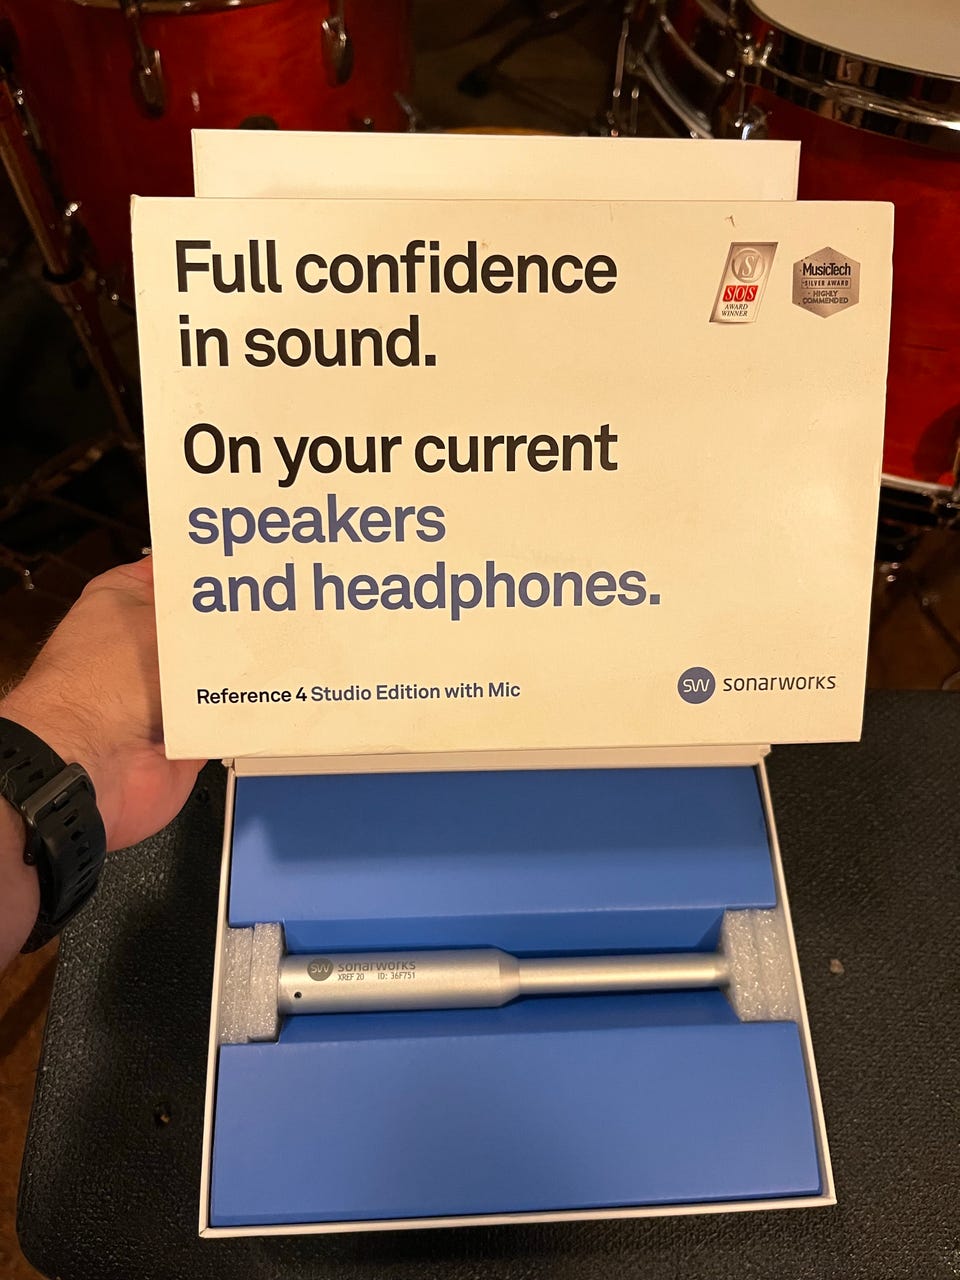 Full confidence
in sound.
On your current
speakers
and headphones.
SOS
AWARD
WINNER
MusicTech
SILVER AWARD
HIGHLY
COMMENDED
Reference 4 Studio Edition with Mic
SW sonarworks
SW sonarworks
XREF 20 ID: 36F751